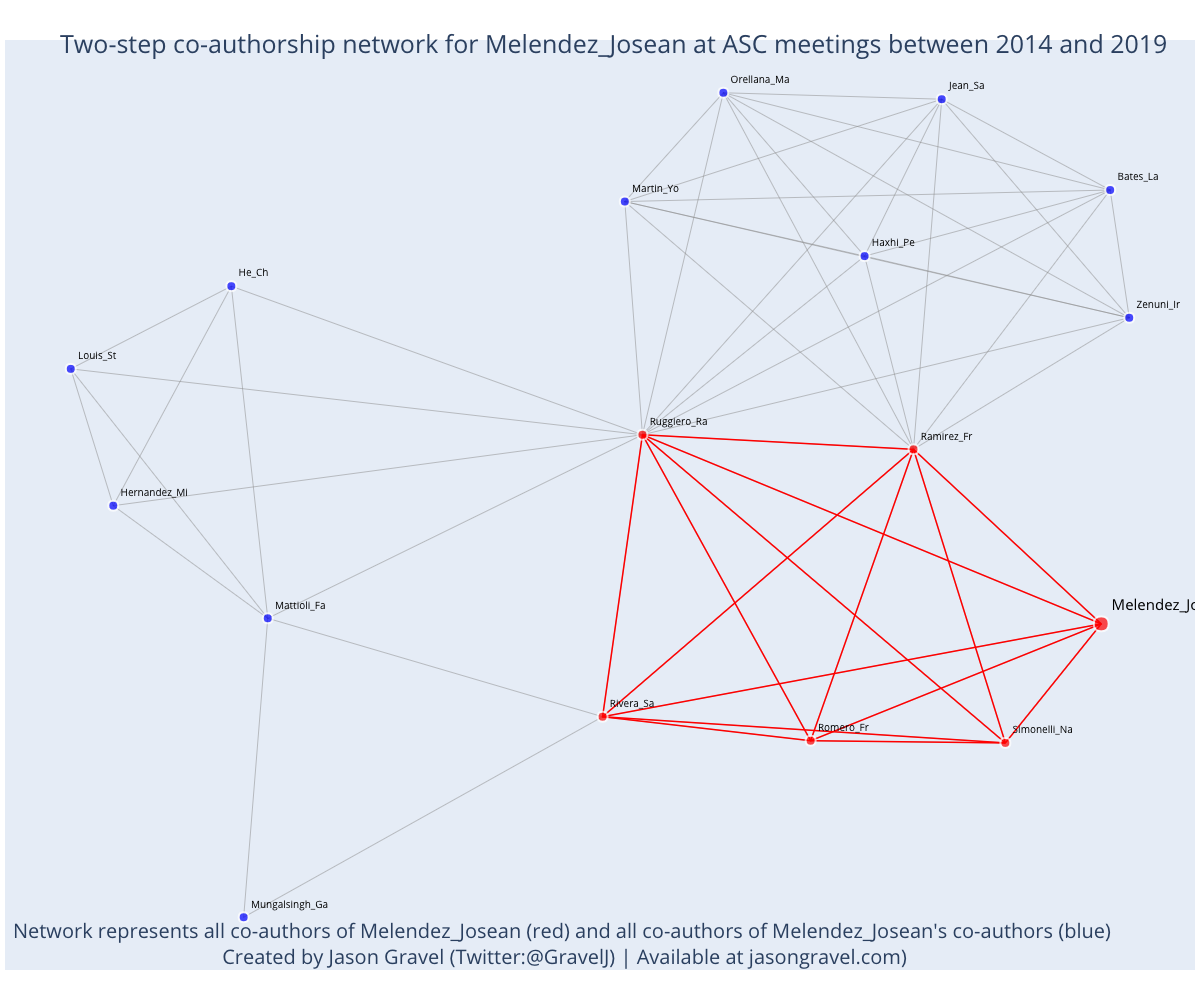 Two-step co-authorship network for Melendez_Josean at ASC meetings between 2014 and 2019
Orellana_Ma
Jean_Sa
Bates_La
Martin_Yo
Haxhi_Pe
He_Ch
Zenuni_Ir
Louis_St
Ruggiero_Ra
Ramirez_Fr
Hernandez_Mi
Mattioli_Fa
Melendez_Jo
Rivera_Sa
Romero_Fr
Simonelli_Na
Mungalsingh_Ga
Network represents all co-authors of Melendez_Josean (red) and all co-authors of Melendez_Josean's co-authors (blue)
Created by Jason Gravel (Twitter:@GravelJ) | Available at jasongravel.com)